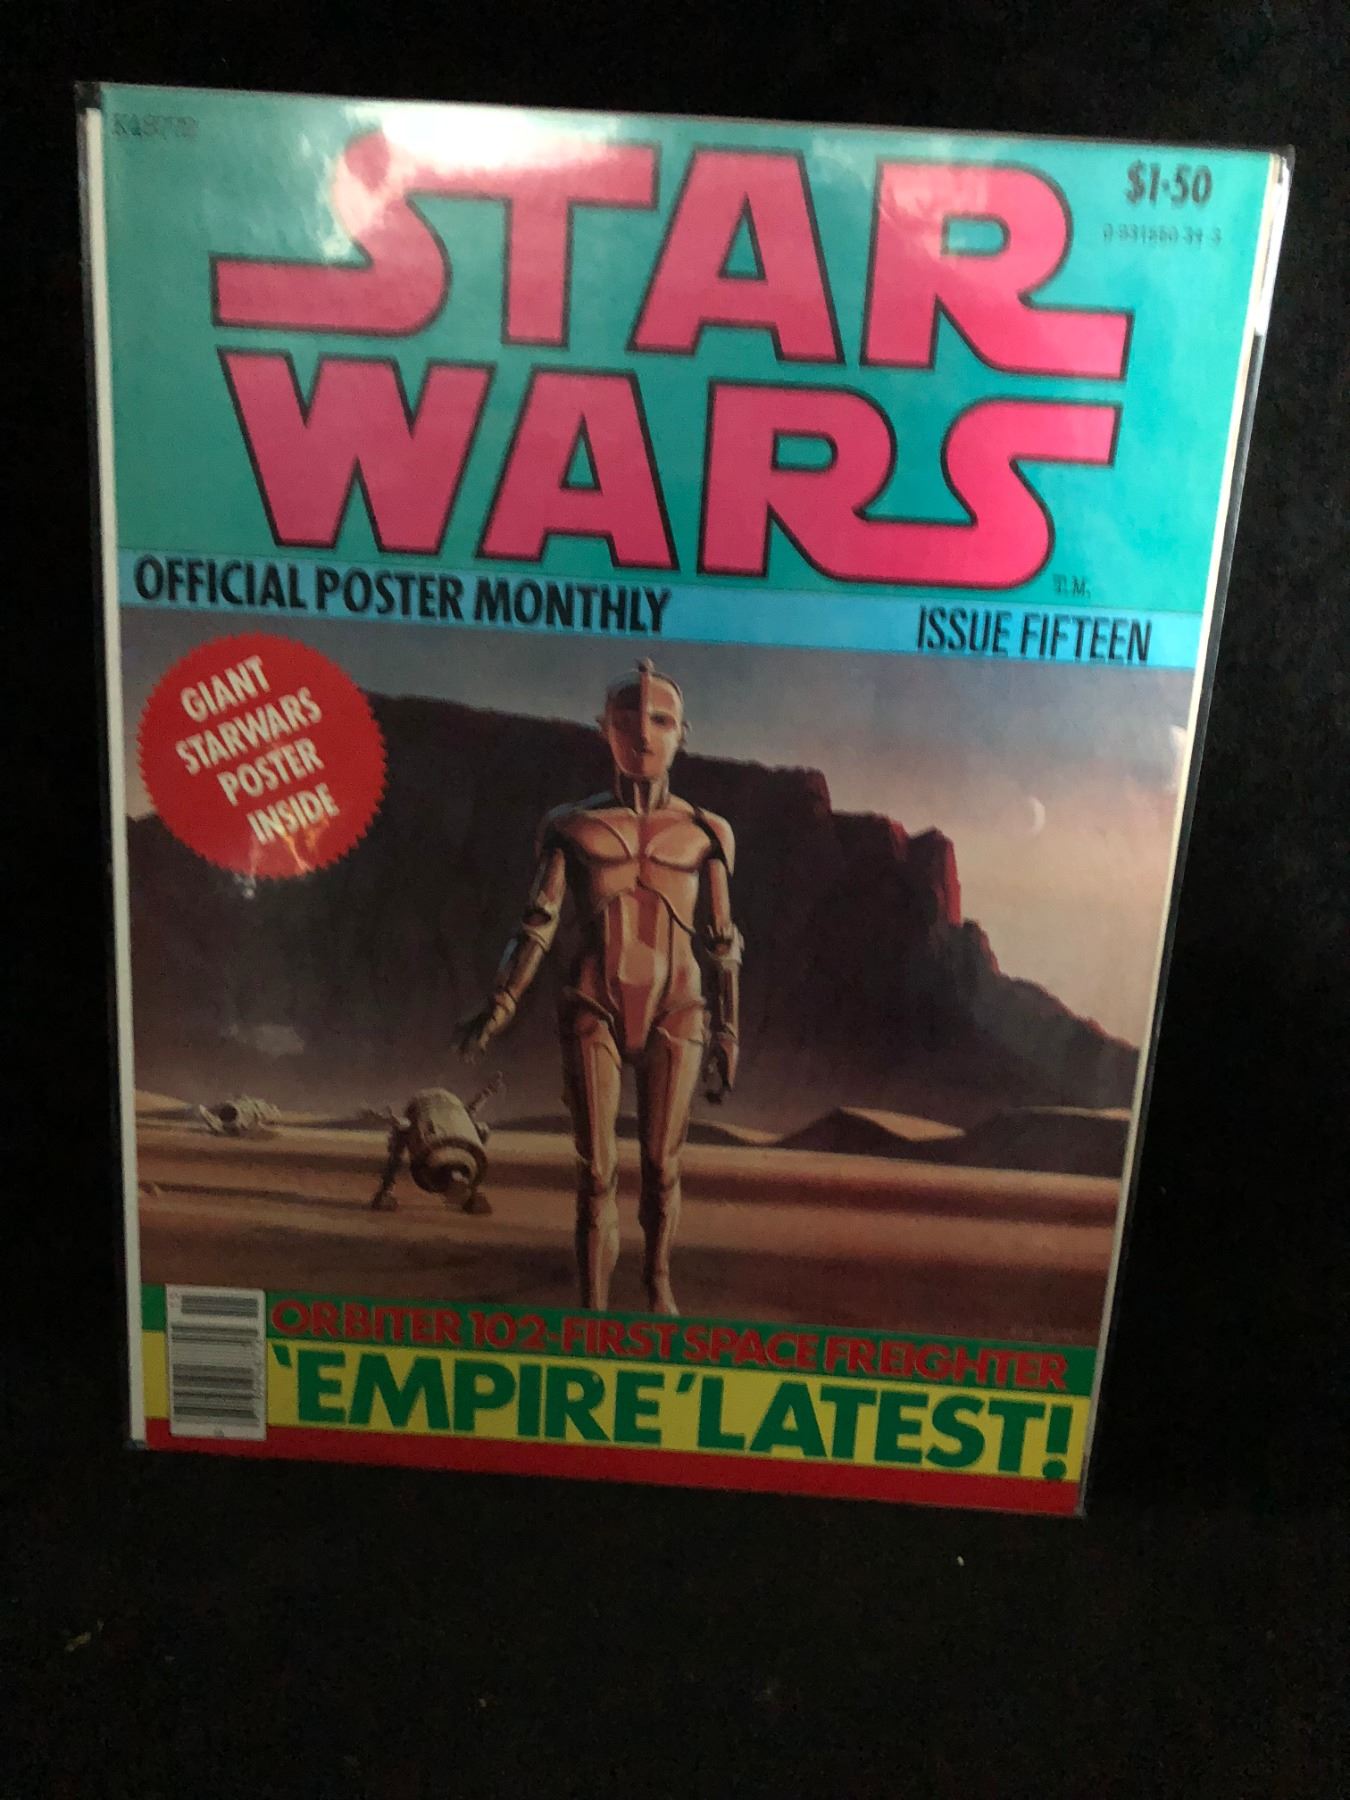 STAR
$1·50
WARS
T.M.
OFFICIAL POSTER MONTHLY
ISSUE FIFTEEN
GIANT
STARWARS
POSTER
INSIDE
ORBITER 102-FIRST SPACE FREIGHTER
'EMPIRE' LATEST!